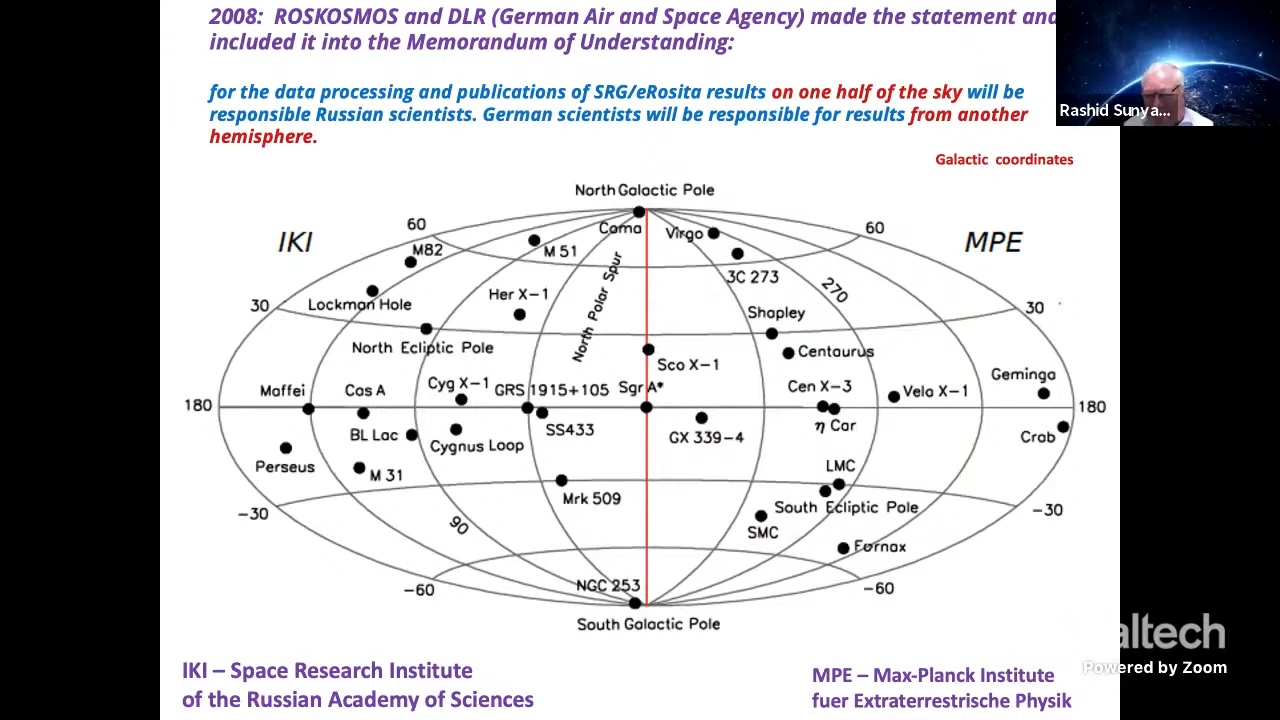 2008: ROSKOSMOS and DLR (German Air and Space Agency) made the statement and
included it into the Memorandum of Understanding:
for the data processing and publications of SRG/eRosita results on one half of the sky will be
responsible Russian scientists. German scientists will be responsible for results from another
hemisphere.
Rashid Sunya...
Galactic coordinates
North Galactic Pole
IKI
MPE
60
60
Coma
Virgo
M82
M 51
3C 273
270
Lockman Hole
Her X-1
North Polar Spur
30
30
Shapley
North Ecliptic Pole
Centaurus
Sco X-1
Maffei
Cas A
Cyg X-1
GRS 1915+105
Sgr A*
Cen X-3
Vela X-1
Geminga
180
180
BL Lac
Cygnus Loop
SS433
GX 339-4
η Car
Crab
Perseus
M 31
Mrk 509
LMC
South Ecliptic Pole
-30
-30
90
SMC
Fornax
NGC 253
-60
-60
South Galactic Pole
IKI – Space Research Institute
of the Russian Academy of Sciences
MPE – Max-Planck Institute
fuer Extraterrestrische Physik
altech
Powered by Zoom